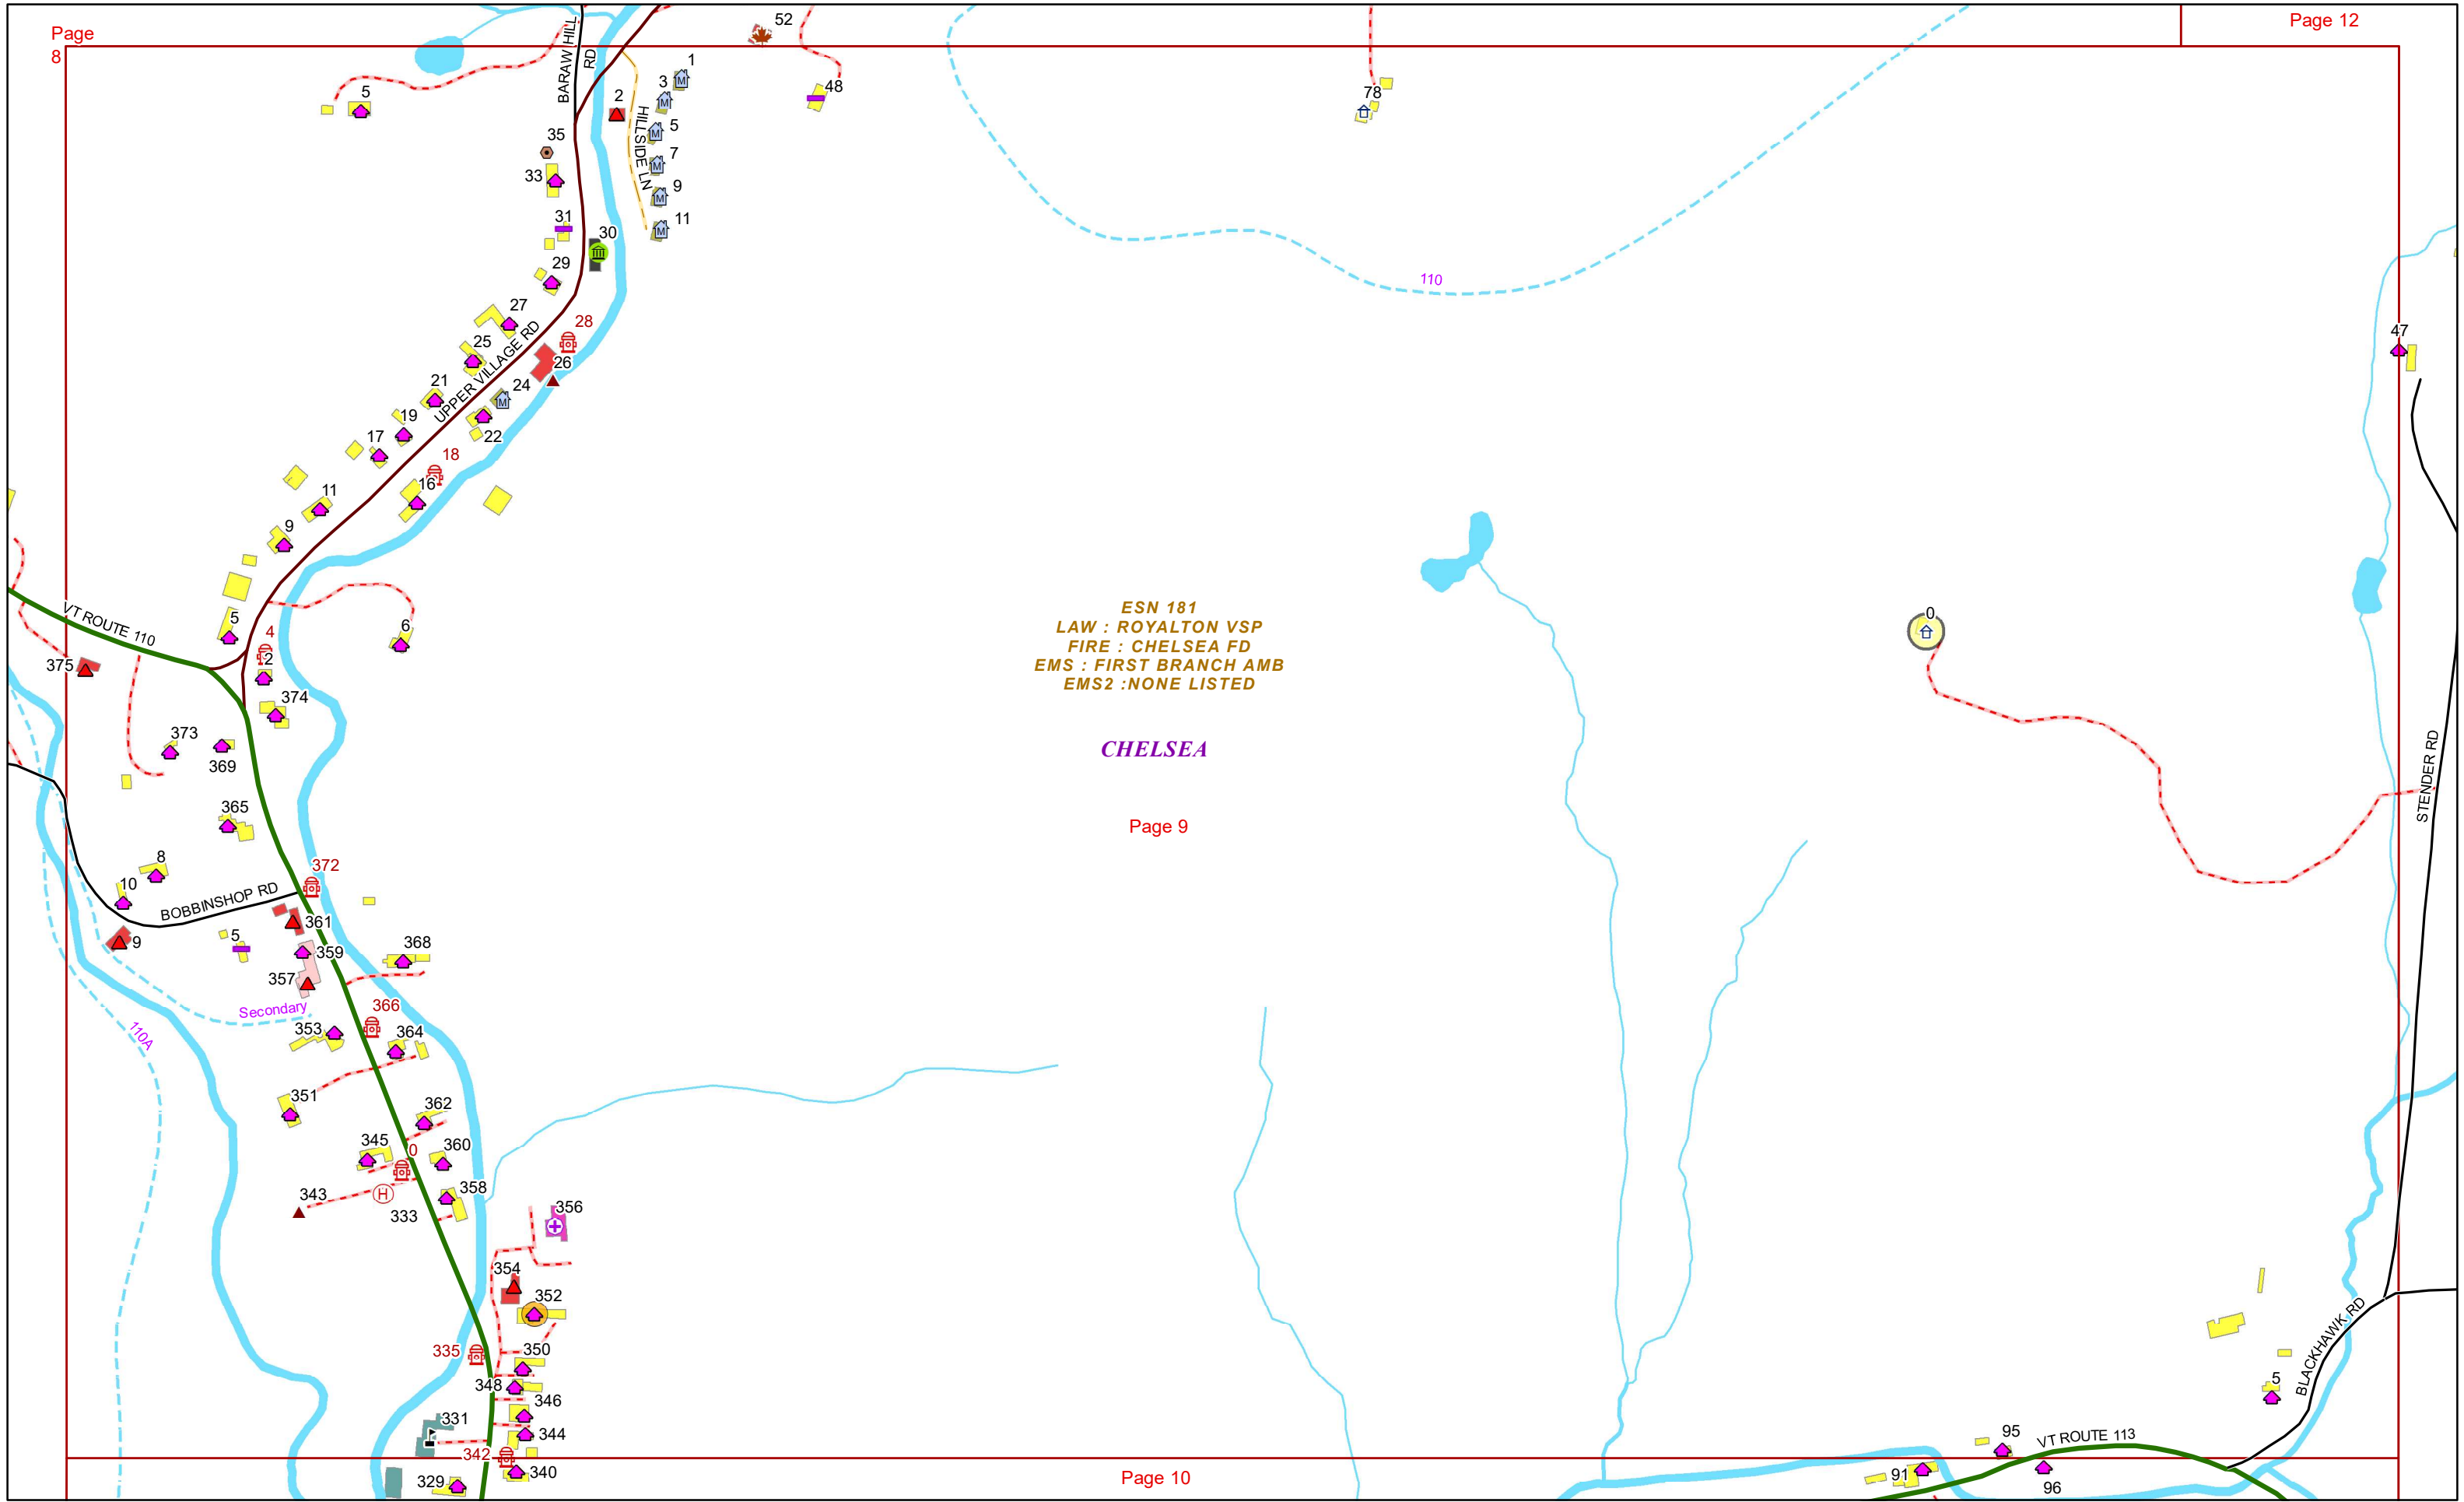 52
Page 12
Page
8
BARAW HILL
RD
1
3
2
5
48
78
HILLSIDE LN
5
35
7
33
9
31
11
30
29
110
27
28
47
25
26
UPPER VILLAGE RD
21
24
19
22
17
18
16
11
9
ESN 181
LAW : ROYALTON VSP
FIRE : CHELSEA FD
EMS : FIRST BRANCH AMB
EMS2 :NONE LISTED
0
VT ROUTE 110
5
4
6
375
2
374
373
369
CHELSEA
STENDER RD
365
Page 9
8
372
10
BOBBINSHOP RD
361
9
5
359
368
357
Secondary
366
110A
353
364
351
362
345
0
360
343
358
333
356
M
M
M
M
M
M
M
H
354
352
335
350
348
346
BLACKHAWK RD
5
331
344
95
VT ROUTE 113
342
340
Page 10
329
91
96